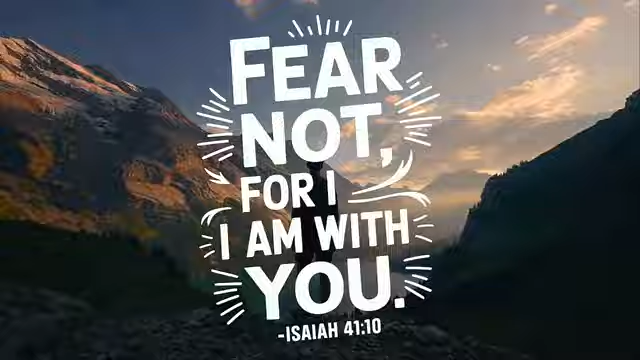 FEAR
NOT,
FOR I
I AM WITH
YOU.
-ISAIAH 41:10